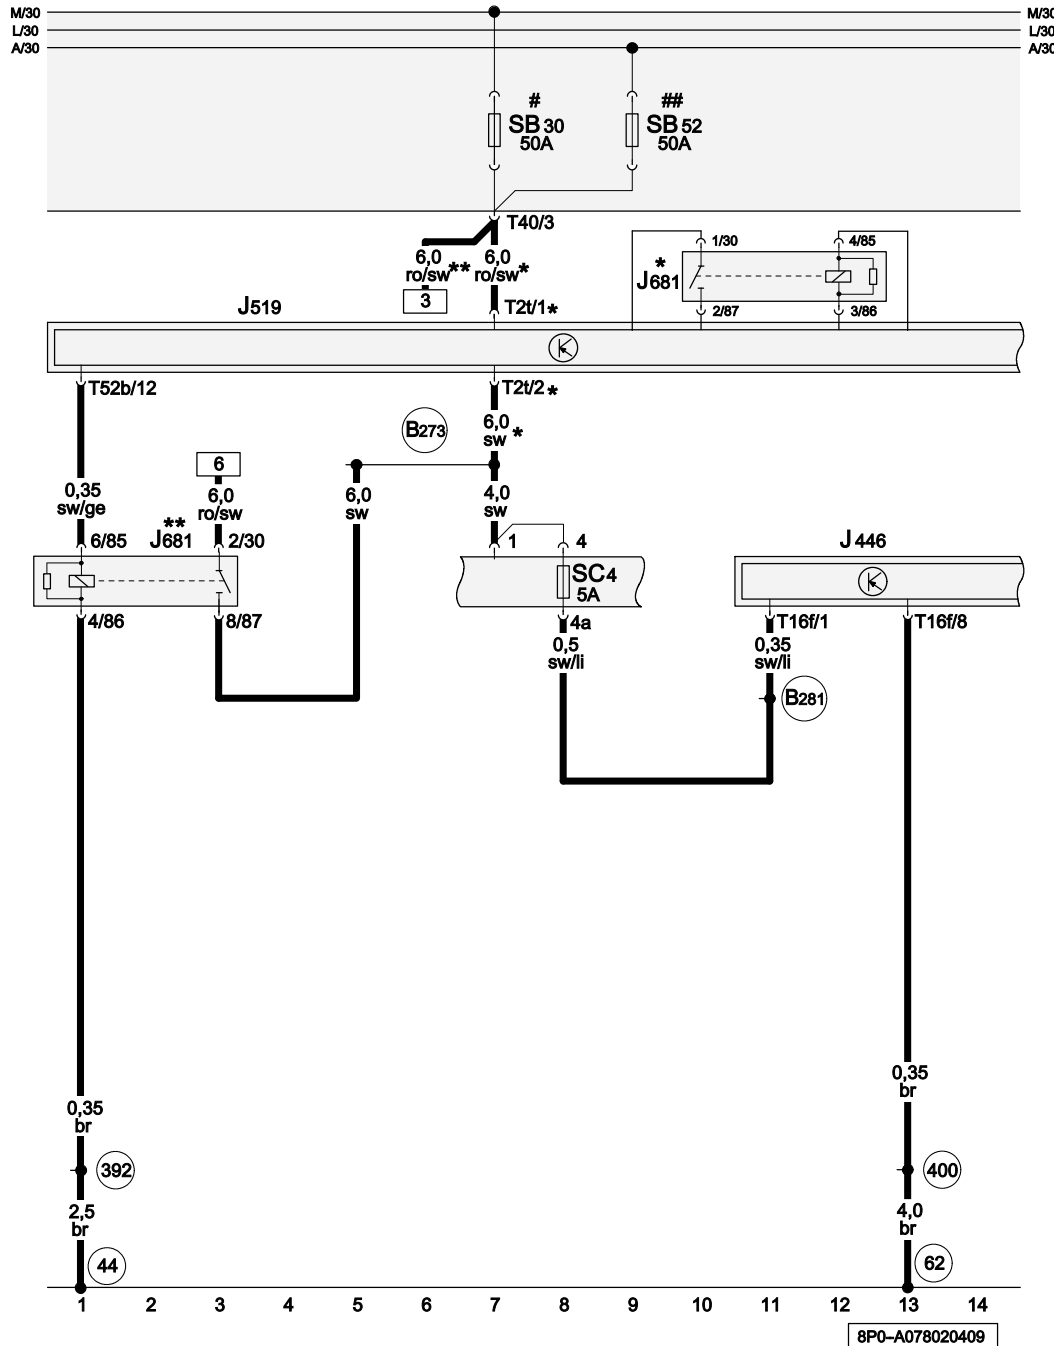 M/30 M/30
L/30 L/30
A/30 A/30
# ##
SB30 SB52
50A 50A
T40/3
1/30 4/85
6,0 6,0
ro/sw** ro/sw*
*
J681
3
2/87 3/86
J519 T2t/1*
T52b/12 T2t/2*
B273
6,0
sw *
6
0,35 6,0 6,0 4,0
sw/ge ro/sw sw sw
**
6/85 J681 2/30 1 4 J446
SC4
5A
4/86 8/87 4a T16f/1 T16f/8
0,5 0,35
sw/li sw/li
B281
0,35
br
0,35
br
392 400
2,5 4,0
br br
44 62
1 2 3 4 5 6 7 8 9 10 11 12 13 14
8P0-A078020409